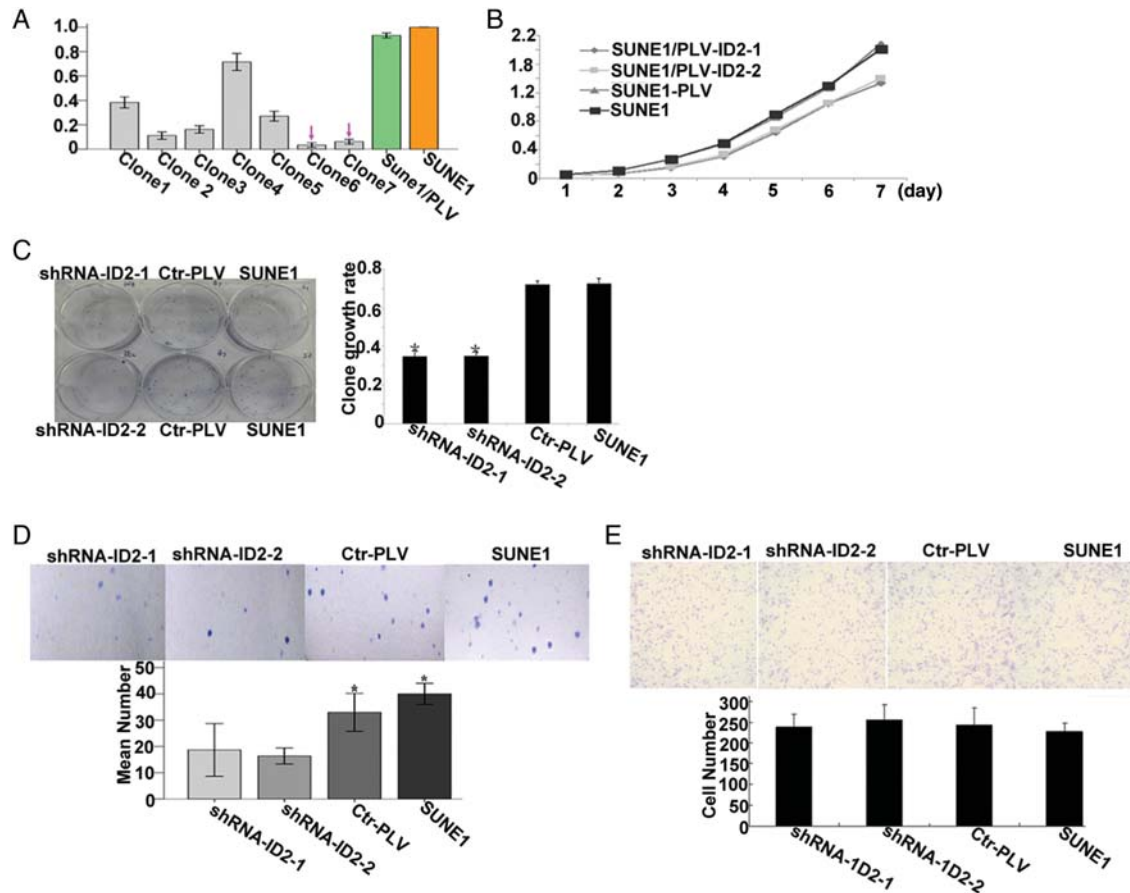 A
1.0
0.8
0.6
0.4
0.2
0
Clone1
Clone 2
Clone3
Clone4
Clone5
Clone6
Clone7
Sune1/PLV
SUNE1
B
2.2
1.2
1.2
0.8
0.4
0
SUNE1/PLV-ID2-1
SUNE1/PLV-ID2-2
SUNE1-PLV
SUNE1
1 2 3 4 5 6 7 (day)
C
shRNA-ID2-1 Ctr-PLV SUNE1
shRNA-ID2-2 Ctr-PLV SUNE1
Clone growth rate
0.8
0.6
0.4
0.2
0
*
*
shRNA-ID2-1
shRNA-ID2-2
Ctr-PLV
SUNE1
D
shRNA-ID2-1 shRNA-ID2-2 Ctr-PLV SUNE1
Mean Number
50
40
30
20
10
0
*
*
shRNA-ID2-1
shRNA-ID2-2
Ctr-PLV
SUNE1
E
shRNA-ID2-1 shRNA-ID2-2 Ctr-PLV SUNE1
Cell Number
300
250
200
150
100
50
0
shRNA-1D2-1
shRNA-1D2-2
Ctr-PLV
SUNE1